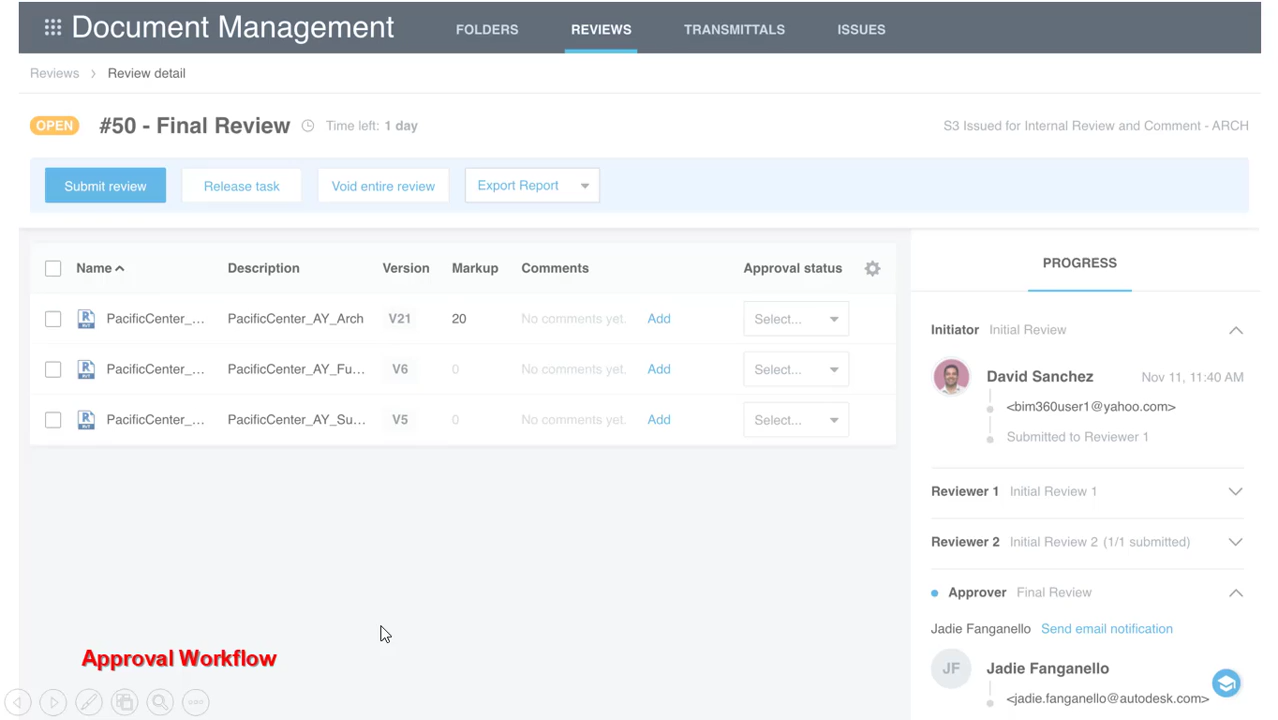 Document Management FOLDERS REVIEWS TRANSMITTALS ISSUES
Reviews > Review detail
OPEN #50 - Final Review Time left: 1 day S3 Issued for Internal Review and Comment - ARCH
Submit review Release task Void entire review Export Report
Name Description Version Markup Comments Approval status
R RVT PacificCenter_... PacificCenter_AY_Arch V21 20 No comments yet. Add Select...
R RVT PacificCenter_... PacificCenter_AY_Fu... V6 0 No comments yet. Add Select...
R RVT PacificCenter_... PacificCenter_AY_Su... V5 0 No comments yet. Add Select...
PROGRESS
Initiator Initial Review
David Sanchez Nov 11, 11:40 AM
<bim360user1@yahoo.com>
Submitted to Reviewer 1
Reviewer 1 Initial Review 1
Reviewer 2 Initial Review 2 (1/1 submitted)
Approver Final Review
Jadie Fanganello Send email notification
JF Jadie Fanganello
<jadie.fanganello@autodesk.com>
Approval Workflow